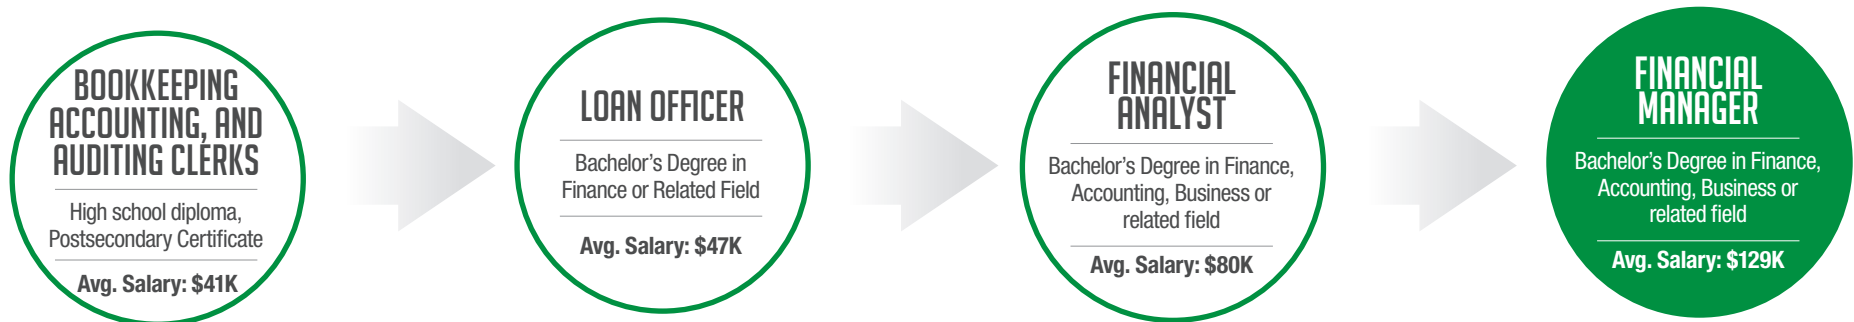 BOOKKEEPING
ACCOUNTING, AND
AUDITING CLERKS
High school diploma,
Postsecondary Certificate
Avg. Salary: $41K
LOAN OFFICER
Bachelor's Degree in
Finance or Related Field
Avg. Salary: $47K
FINANCIAL
ANALYST
Bachelor's Degree in Finance,
Accounting, Business or
related field
Avg. Salary: $80K
FINANCIAL
MANAGER
Bachelor's Degree in Finance,
Accounting, Business or
related field
Avg. Salary: $129K